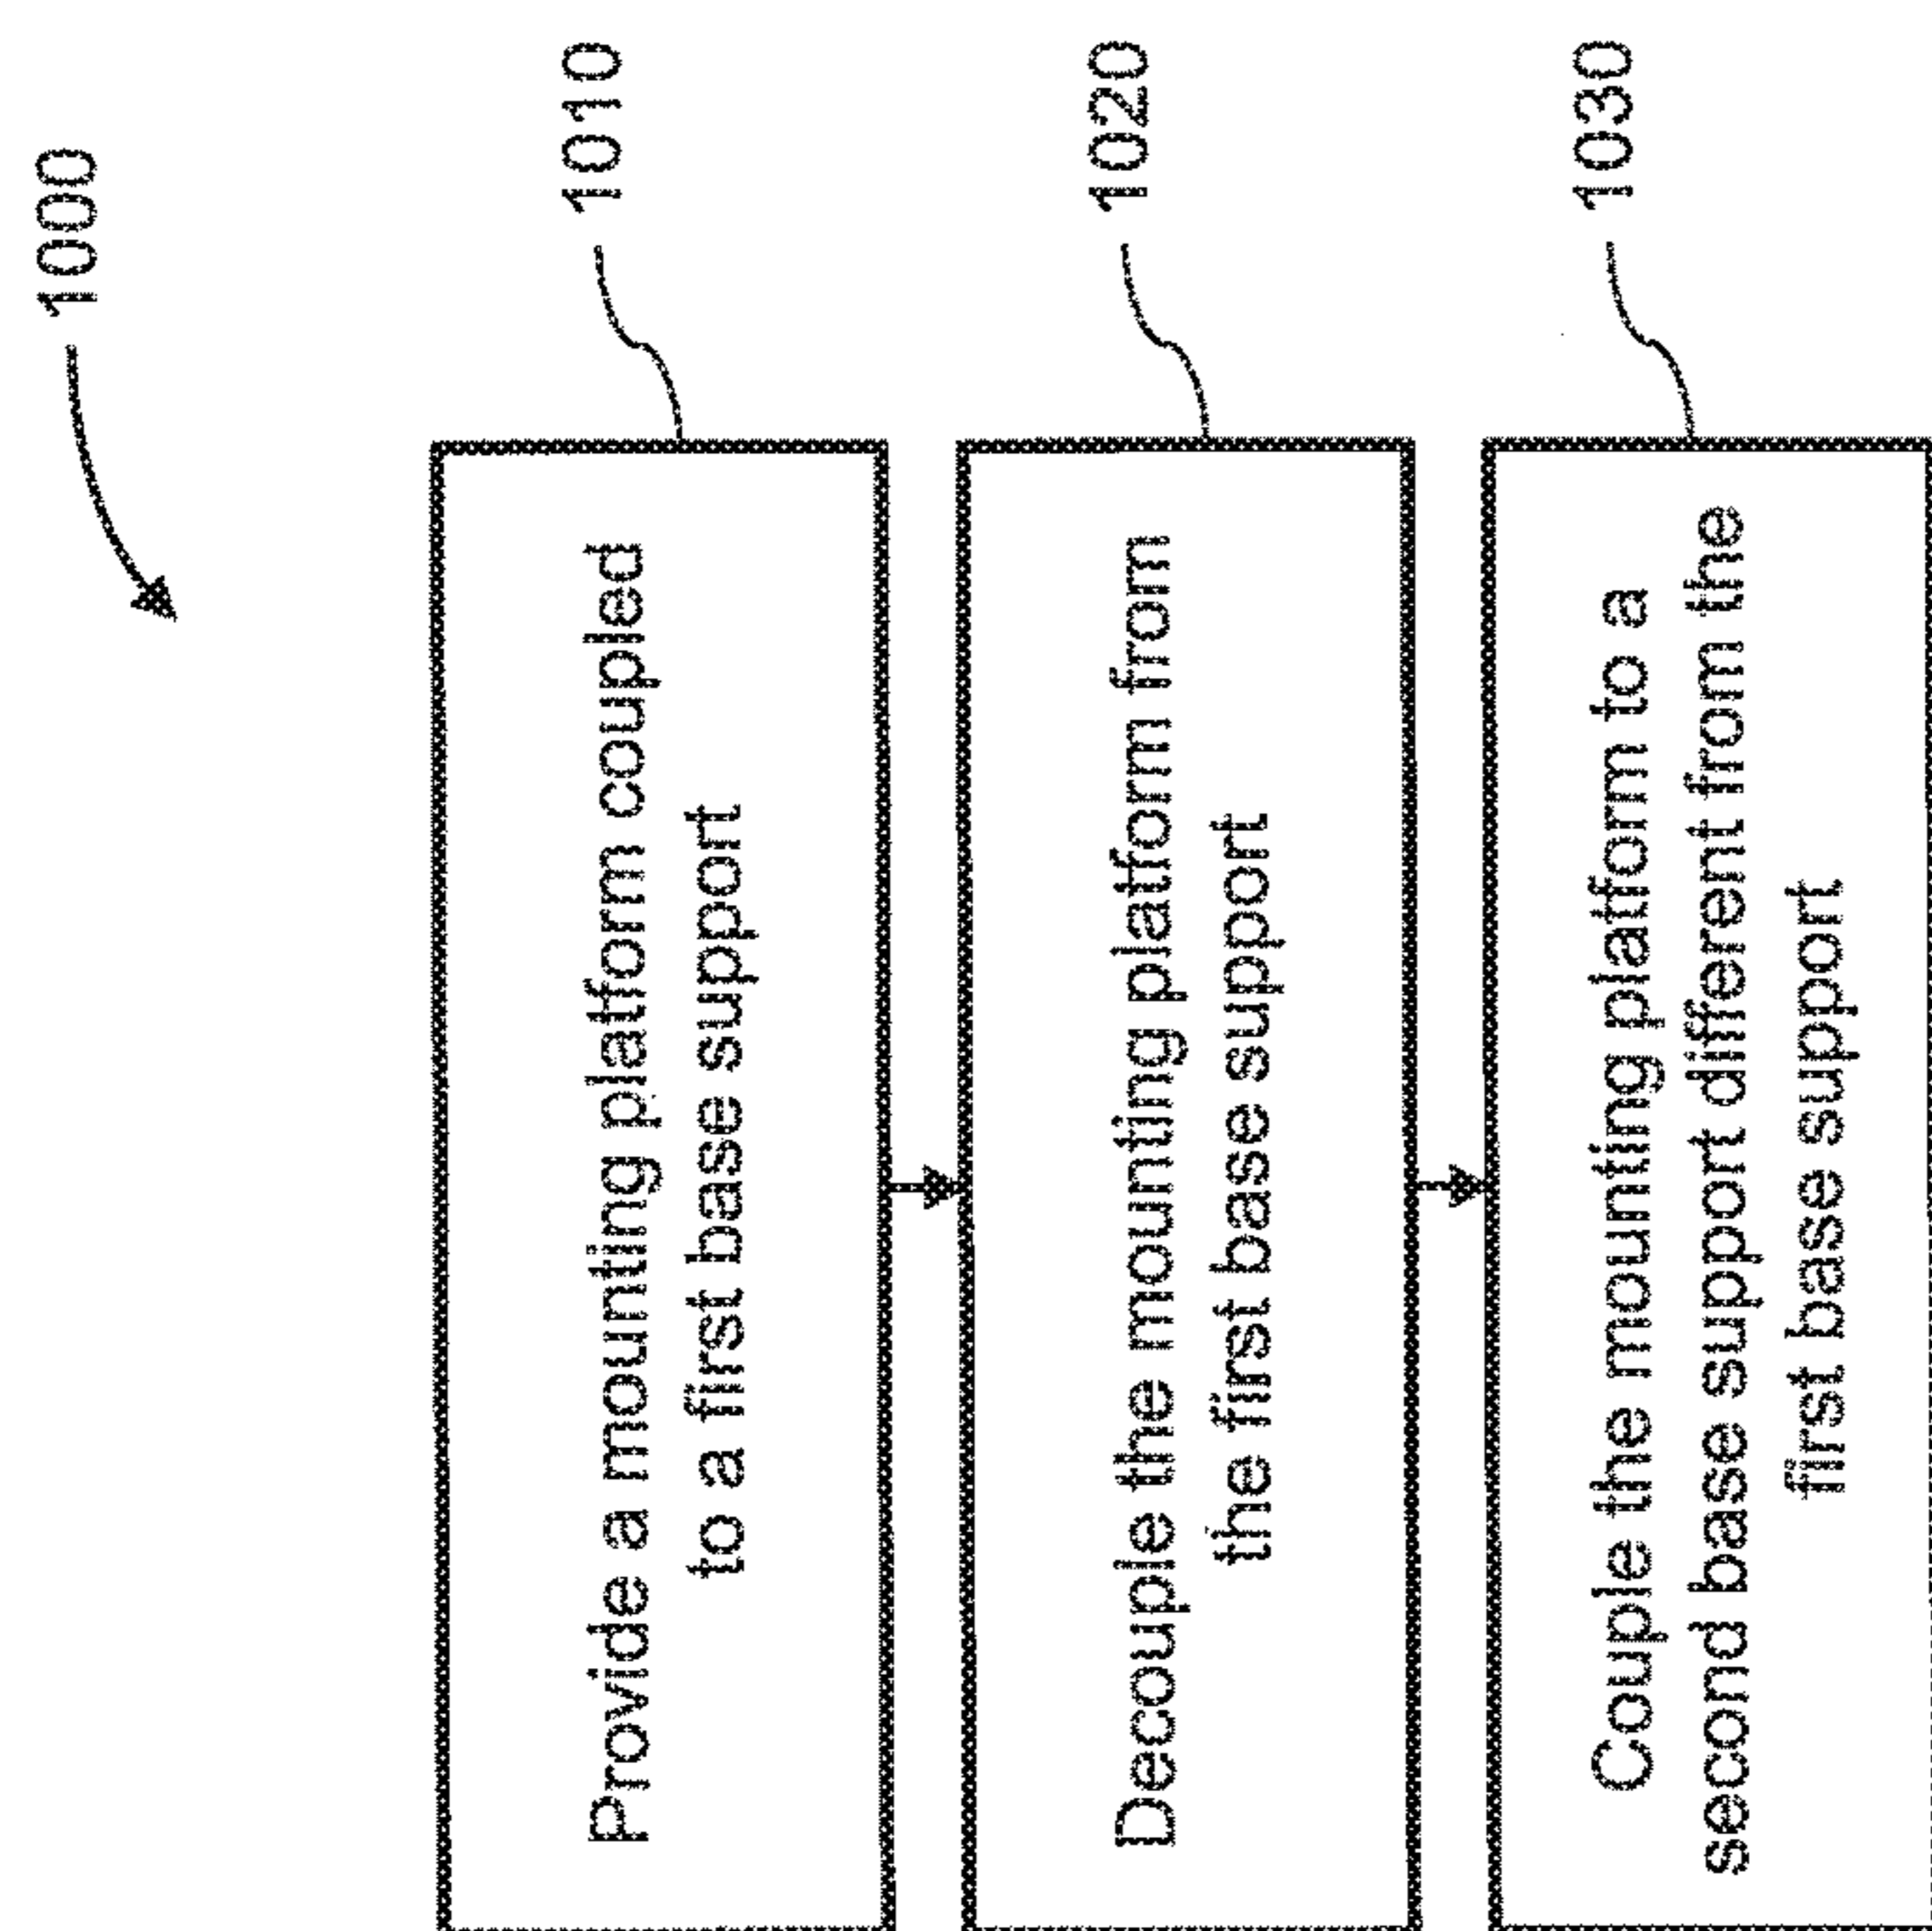 1000
Provide a mounting platform coupled
to a first base support
1010
Decouple the mounting platform from
the first base support
1020
Couple the mounting platform to a
second base support different from the
first base support
1030